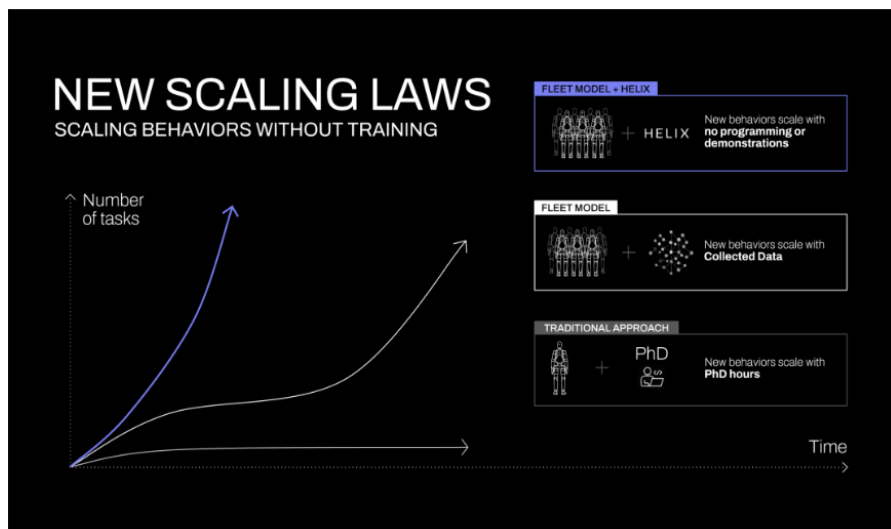 NEW SCALING LAWS
SCALING BEHAVIORS WITHOUT TRAINING
Number
of tasks
Time
FLEET MODEL + HELIX
HELIX
New behaviors scale with
no programming or
demonstrations
FLEET MODEL
New behaviors scale with
Collected Data
TRADITIONAL APPROACH
PhD
New behaviors scale with
PhD hours